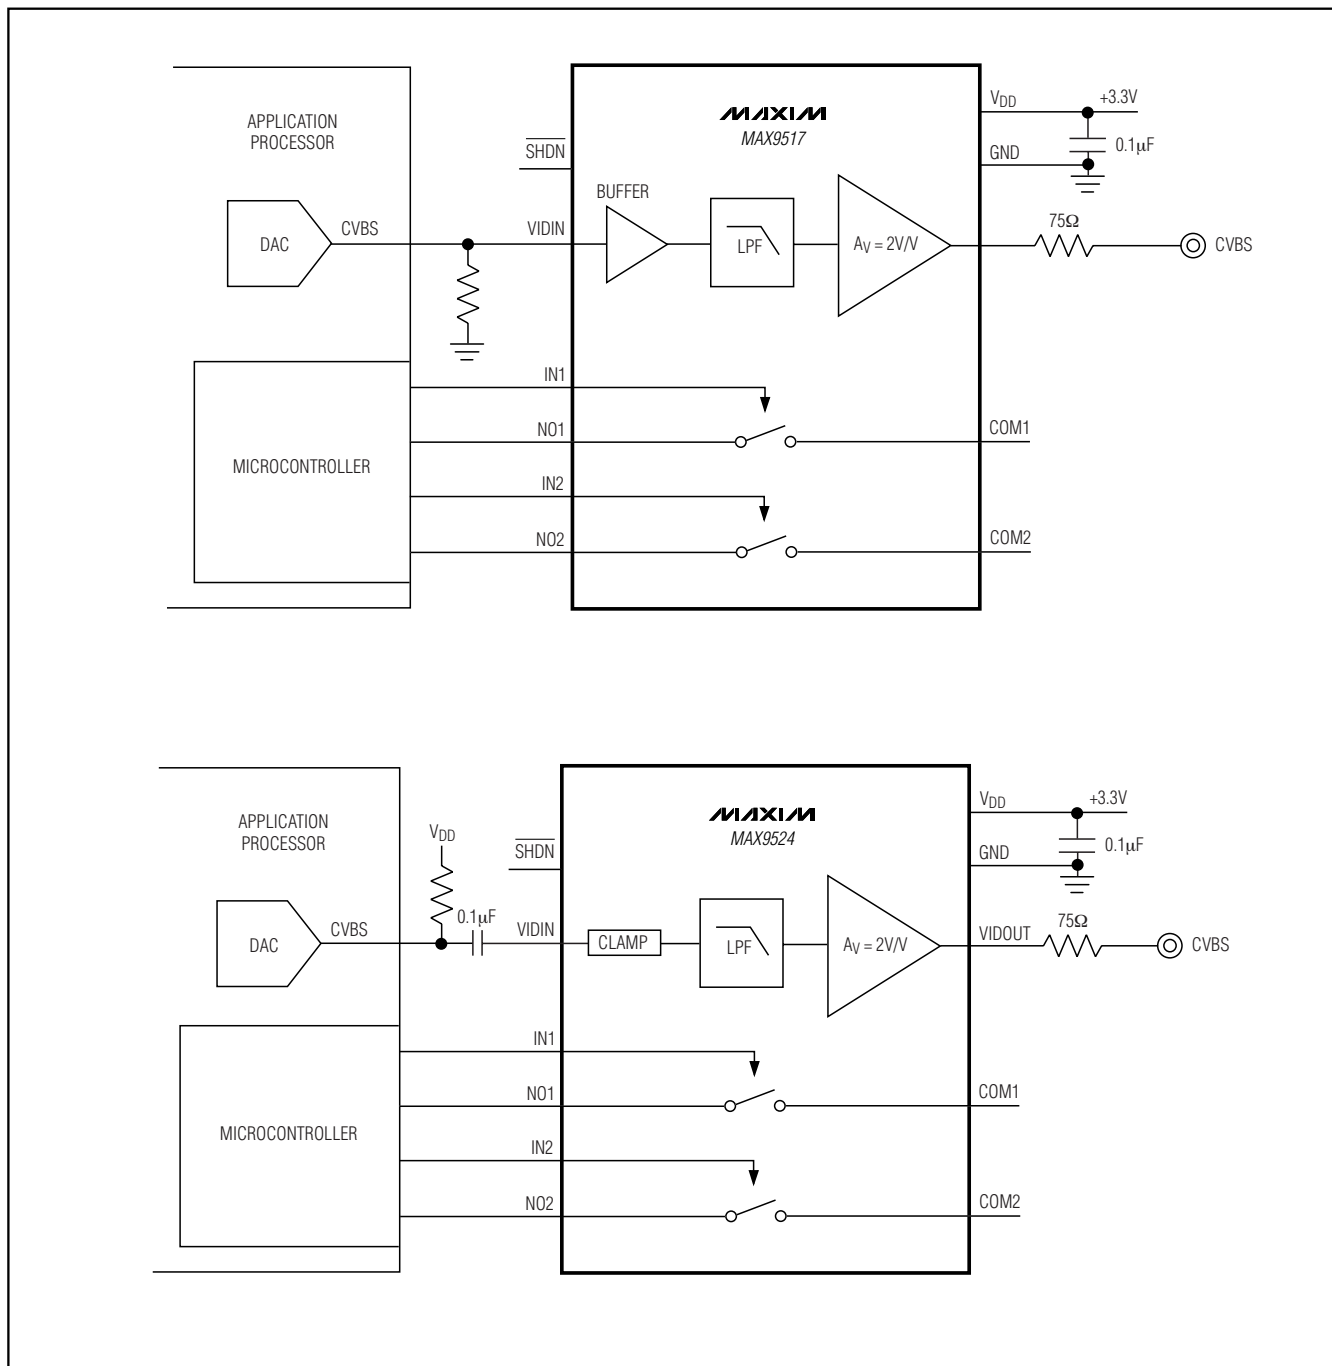 APPLICATION
PROCESSOR
DAC
CVBS
MICROCONTROLLER
SHDN
VIDIN
IN1
NO1
IN2
NO2
MAXIM
MAX9517
BUFFER
LPF
AV = 2V/V
VDD
+3.3V
0.1µF
GND
75Ω
CVBS
COM1
COM2
APPLICATION
PROCESSOR
DAC
CVBS
MICROCONTROLLER
VDD
0.1µF
SHDN
VIDIN
IN1
NO1
IN2
NO2
MAXIM
MAX9524
CLAMP
LPF
AV = 2V/V
VDD
+3.3V
0.1µF
GND
VIDOUT
75Ω
CVBS
COM1
COM2